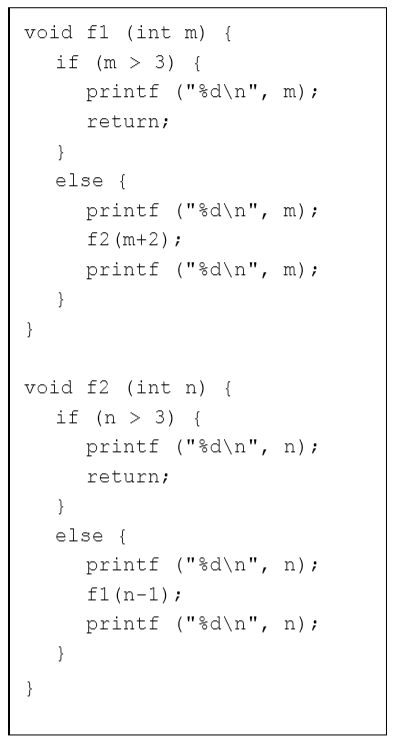 void f1 (int m) {
if (m > 3) {
printf ("%d\n", m);
return;
}
else {
printf ("%d\n", m);
f2(m+2);
printf ("%d\n", m);
}
}
void f2 (int n) {
if (n > 3) {
printf ("%d\n", n);
return;
}
else {
printf ("%d\n", n);
f1(n-1);
printf ("%d\n", n);
}
}